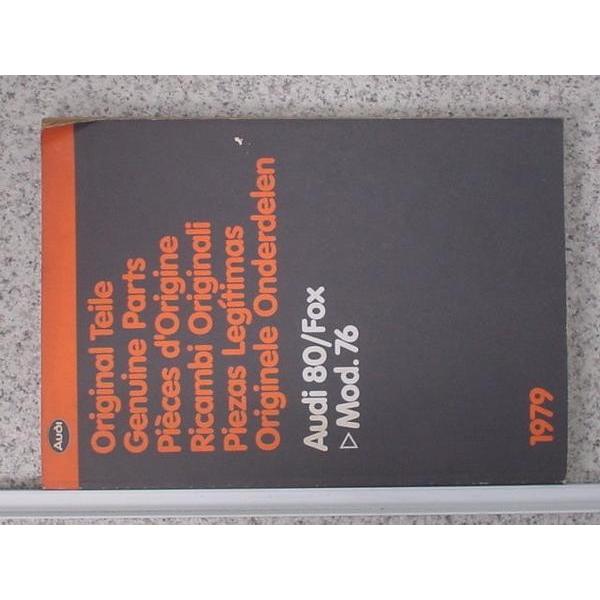 Audi
Original Teile
Genuine Parts
Pièces d'Origine
Ricambi Originali
Piezas Legítimas
Originele Onderdelen
Audi 80/Fox
▷ Mod. 76
1979